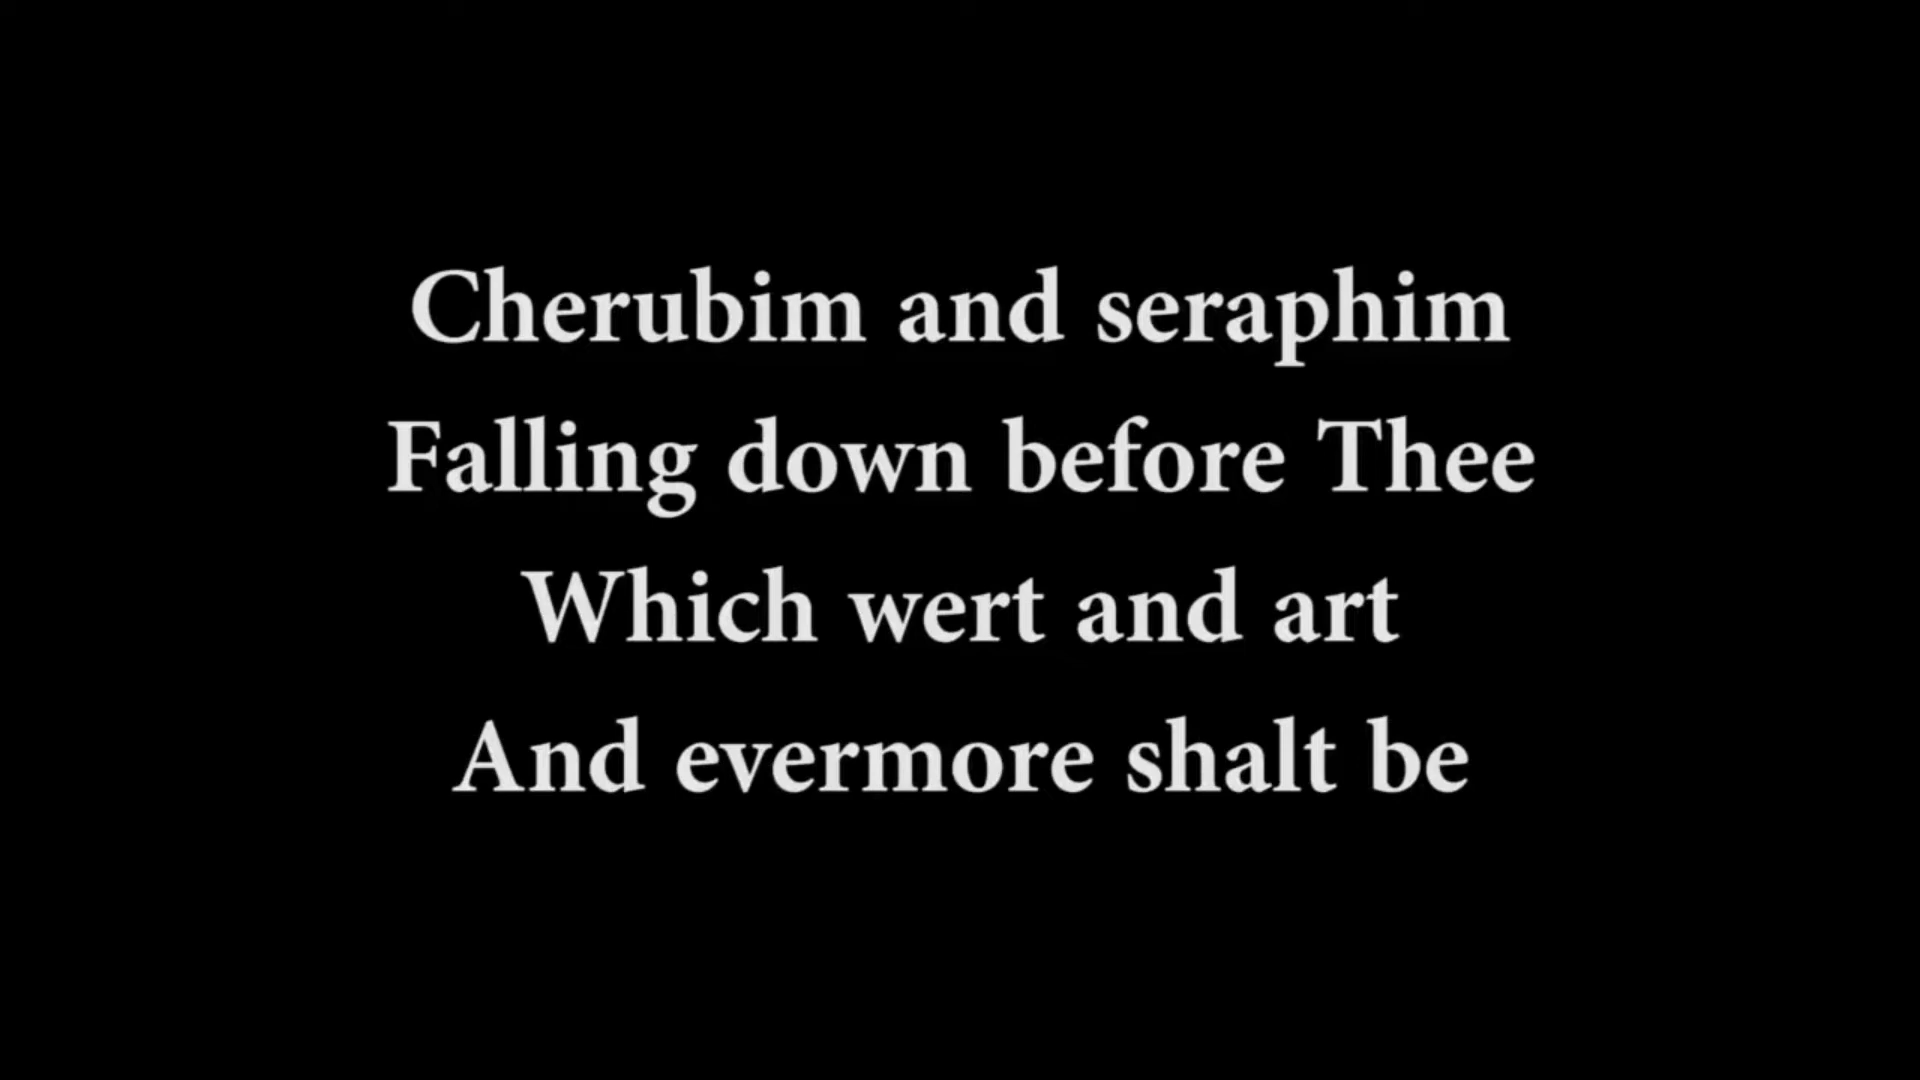 Cherubim and seraphim
Falling down before Thee
Which wert and art
And evermore shalt be